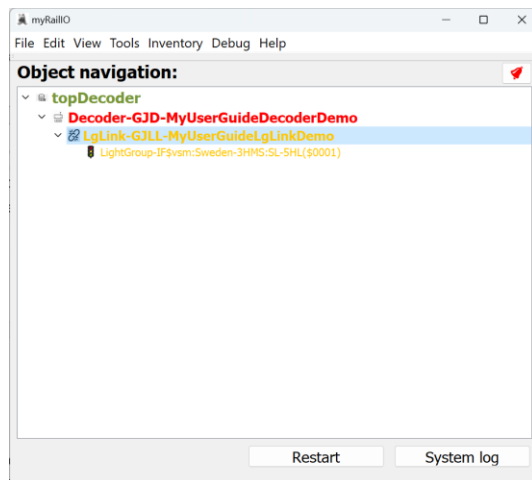 myRailIO
File Edit View Tools Inventory Debug Help
Object navigation:
topDecoder
Decoder-GJD-MyUserGuideDecoderDemo
LgLink-GJLL-MyUserGuideLgLinkDemo
LightGroup-IF$vsm:Sweden-3HMS:SL-5HL($0001)
Restart
System log